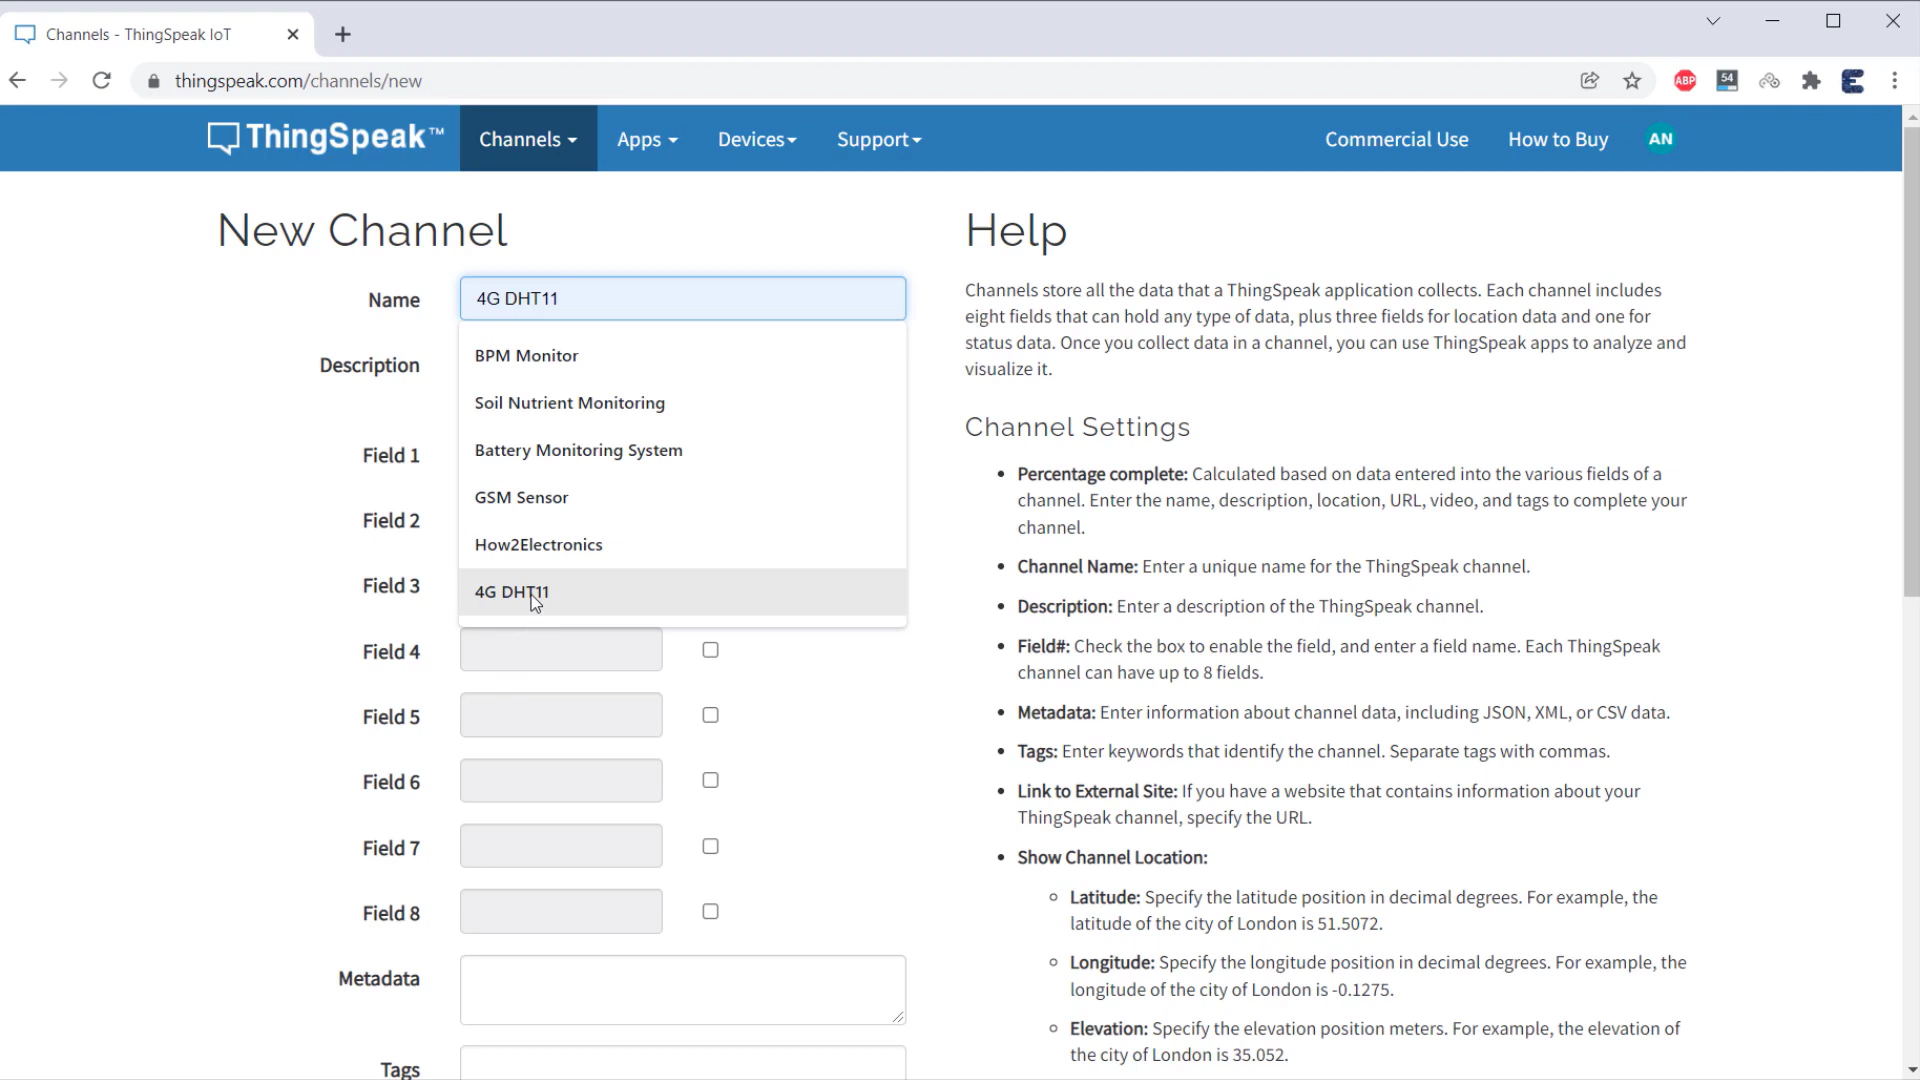 Channels - ThingSpeak IoT
thingspeak.com/channels/new
ABP
54
ThingSpeak™
Channels
Apps
Devices
Support
Commercial Use
How to Buy
AN
New Channel
Name
4G DHT11
BPM Monitor
Soil Nutrient Monitoring
Battery Monitoring System
GSM Sensor
How2Electronics
4G DHT11
Description
Field 1
Field 2
Field 3
Field 4
Field 5
Field 6
Field 7
Field 8
Metadata
Tags
Help
Channels store all the data that a ThingSpeak application collects. Each channel includes
eight fields that can hold any type of data, plus three fields for location data and one for
status data. Once you collect data in a channel, you can use ThingSpeak apps to analyze and
visualize it.
Channel Settings
• Percentage complete: Calculated based on data entered into the various fields of a
channel. Enter the name, description, location, URL, video, and tags to complete your
channel.
• Channel Name: Enter a unique name for the ThingSpeak channel.
• Description: Enter a description of the ThingSpeak channel.
• Field#: Check the box to enable the field, and enter a field name. Each ThingSpeak
channel can have up to 8 fields.
• Metadata: Enter information about channel data, including JSON, XML, or CSV data.
• Tags: Enter keywords that identify the channel. Separate tags with commas.
• Link to External Site: If you have a website that contains information about your
ThingSpeak channel, specify the URL.
• Show Channel Location:
○ Latitude: Specify the latitude position in decimal degrees. For example, the
latitude of the city of London is 51.5072.
○ Longitude: Specify the longitude position in decimal degrees. For example, the
longitude of the city of London is -0.1275.
○ Elevation: Specify the elevation position meters. For example, the elevation of
the city of London is 35.052.